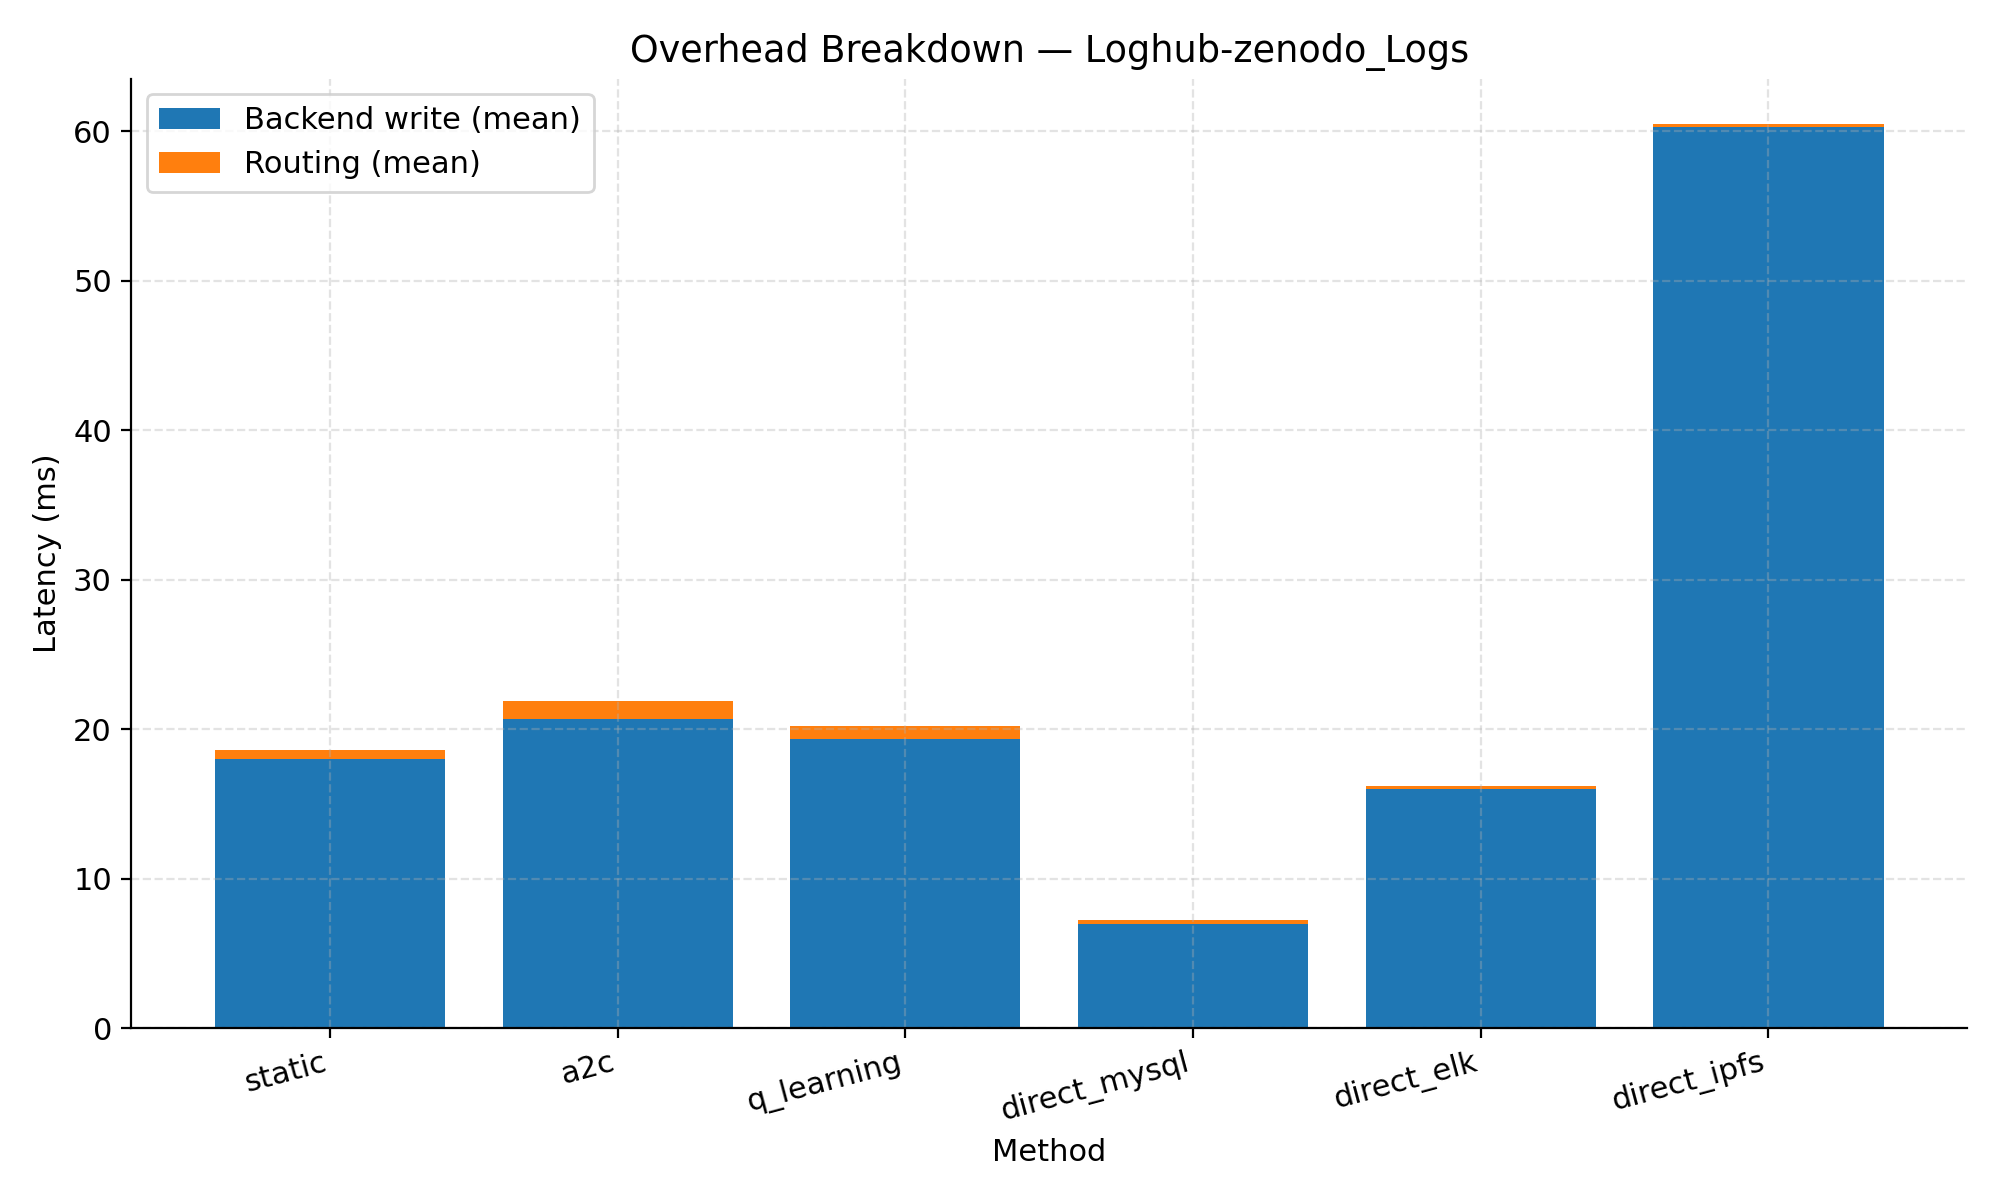 Overhead Breakdown — Loghub-zenodo_Logs
Backend write (mean)
Routing (mean)
Latency (ms)
60
50
40
30
20
10
0
static
a2c
q_learning
direct_mysql
direct_elk
direct_ipfs
Method